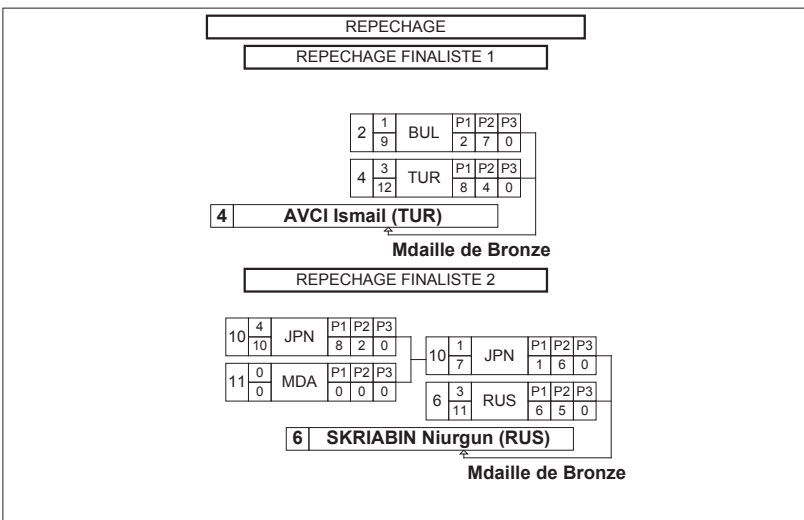 REPECHAGE
REPECHAGE FINALISTE 1
2 1 BUL P1 P2 P3
9 2 7 0
4 3 TUR P1 P2 P3
12 8 4 0
4 AVCI Ismail (TUR)
Mdaille de Bronze
REPECHAGE FINALISTE 2
10 4 JPN P1 P2 P3
10 8 2 0
11 0 MDA P1 P2 P3
0 0 0 0
10 1 JPN P1 P2 P3
7 1 6 0
6 3 RUS P1 P2 P3
11 6 5 0
6 SKRIABIN Niurgun (RUS)
Mdaille de Bronze